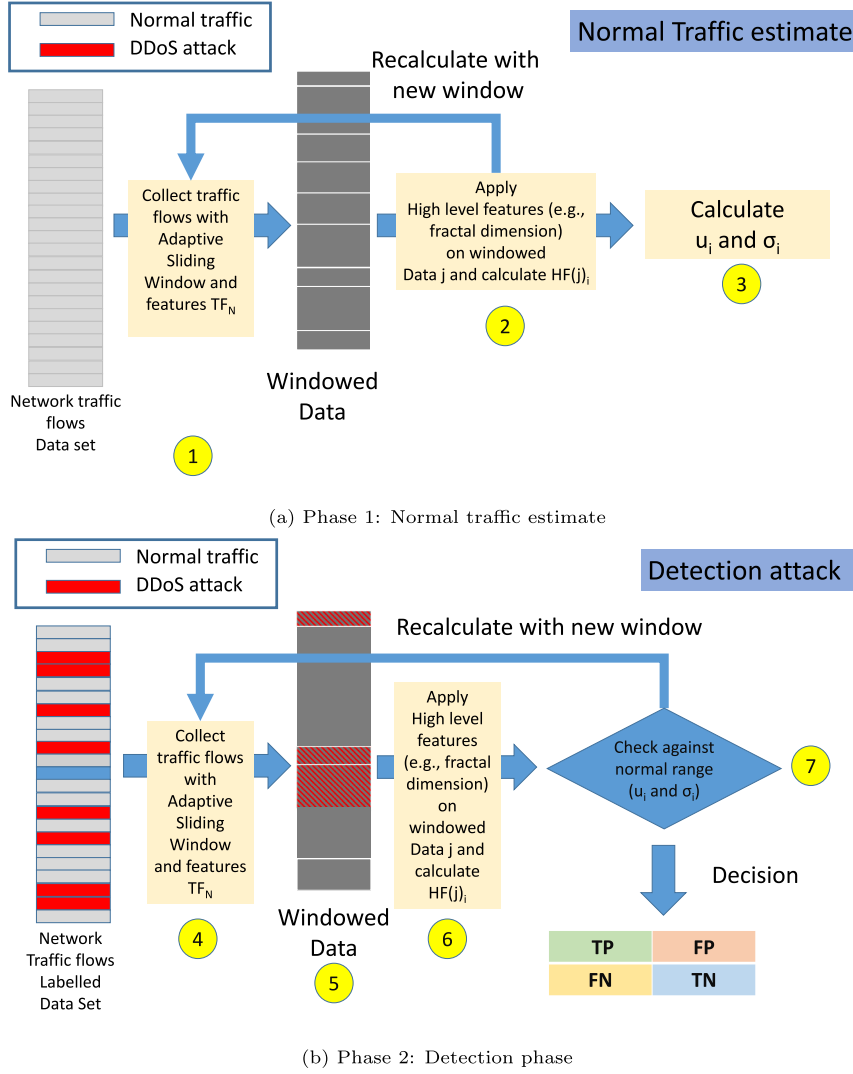 Normal traffic
DDoS attack
Normal Traffic estimate
Recalculate with
new window
Collect traffic
flows with
Adaptive
Sliding
Window and
features TF_N
Apply
High level features (e.g.,
fractal dimension)
on windowed
Data j and calculate HF(j)_i
Calculate
u_i and σ_i
3
2
Windowed
Data
Network traffic
flows
Data set
1
(a) Phase 1: Normal traffic estimate
Normal traffic
DDoS attack
Detection attack
Recalculate with new window
Collect
traffic flows
with
Adaptive
Sliding
Window
and features
TF_N
Apply
High level
features
(e.g., fractal
dimension)
on
windowed
Data j and
calculate
HF(j)_i
Check against
normal range
(u_i and σ_i)
7
Decision
4
Windowed
Data
5
6
TP FP
FN TN
Network
Traffic flows
Labelled
Data Set
(b) Phase 2: Detection phase